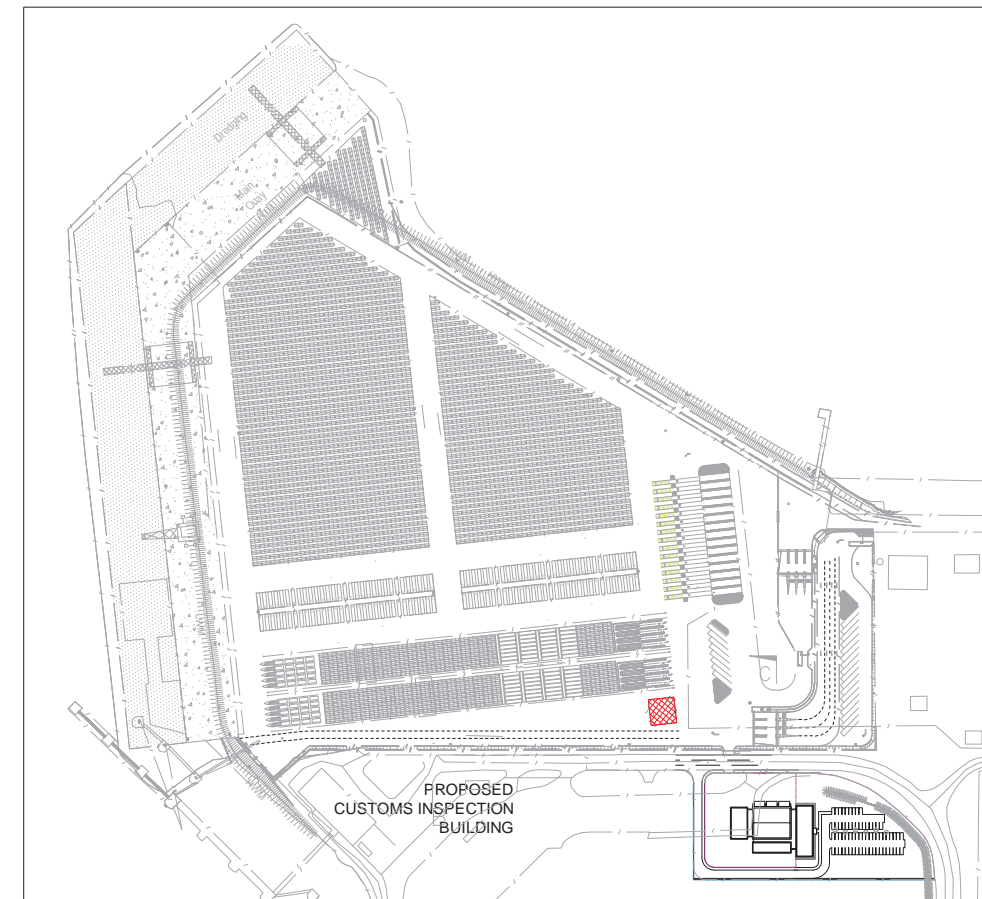 Dredging
Main
Quay
PROPOSED
CUSTOMS INSPECTION
BUILDING